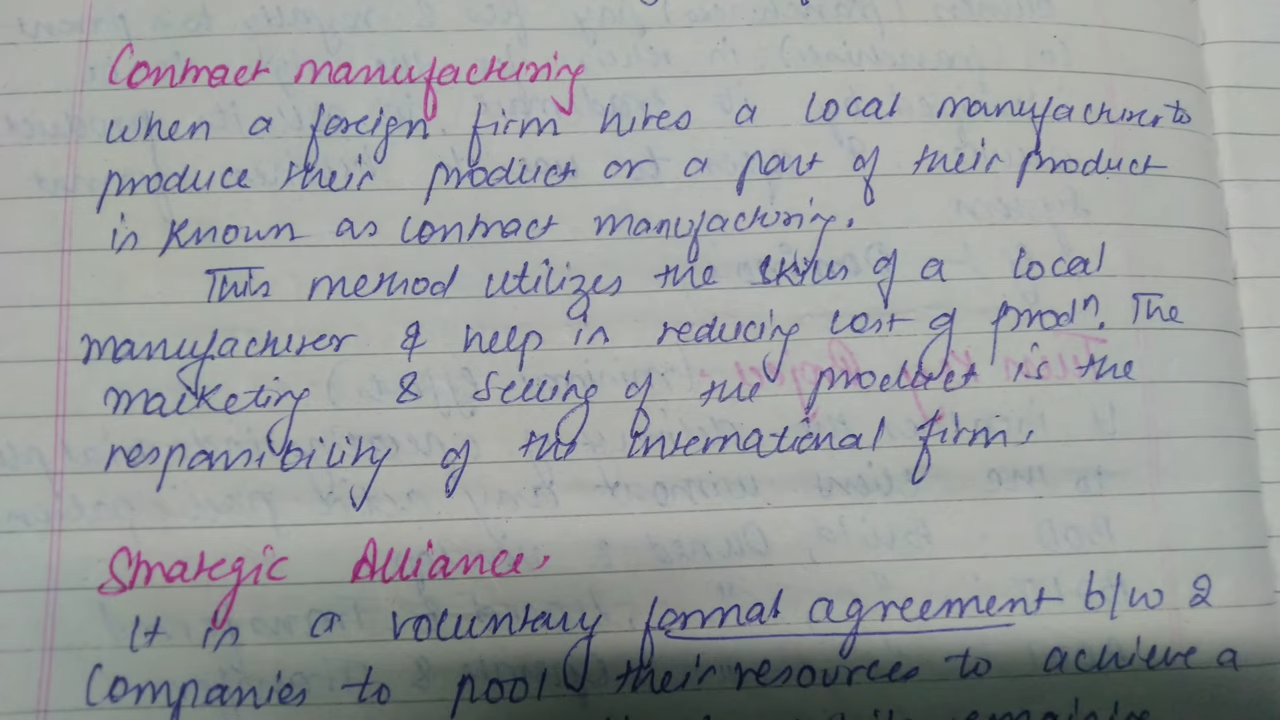 Contract manufacturing
when a foreign firm hires a local manufacturer to
produce their product or a part of their product
is known as contract manufacturing.
This method utilizes the skills of a local
manufacturer & help in reducing cost of prodn. The
marketing & selling of the product is the
responsibility of the international firm.
Strategic Alliance.
It is a voluntary formal agreement b/w 2
Companies to pool their resources to achieve a
remaining